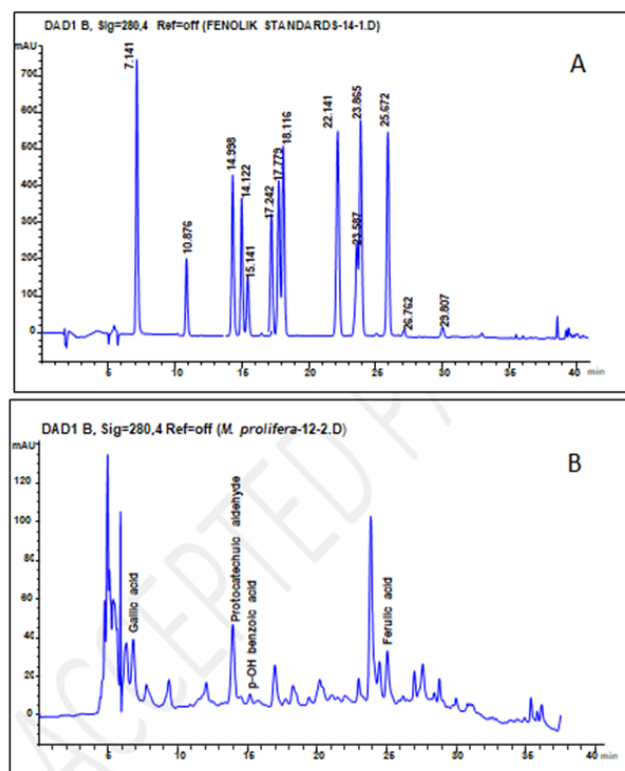 DAD1 B, Sig=280,4 Ref=off (FENOLIK STANDARDS-14-1.D)
mAU
A
7.141
10.876
14.998
14.122
15.141
17.242
17.779
18.116
22.141
23.587
23.865
25.672
26.762
29.807
700
600
500
400
300
200
100
0
5 10 15 20 25 30 35 40 min
DAD1 B, Sig=280,4 Ref=off (M. prolifera-12-2.D)
mAU
B
Gallic acid
Protocatechuic aldehyde
p-OH benzoic acid
Ferulic acid
120
100
80
60
40
20
0
5 10 15 20 25 30 35 40 min
ACCEPTED